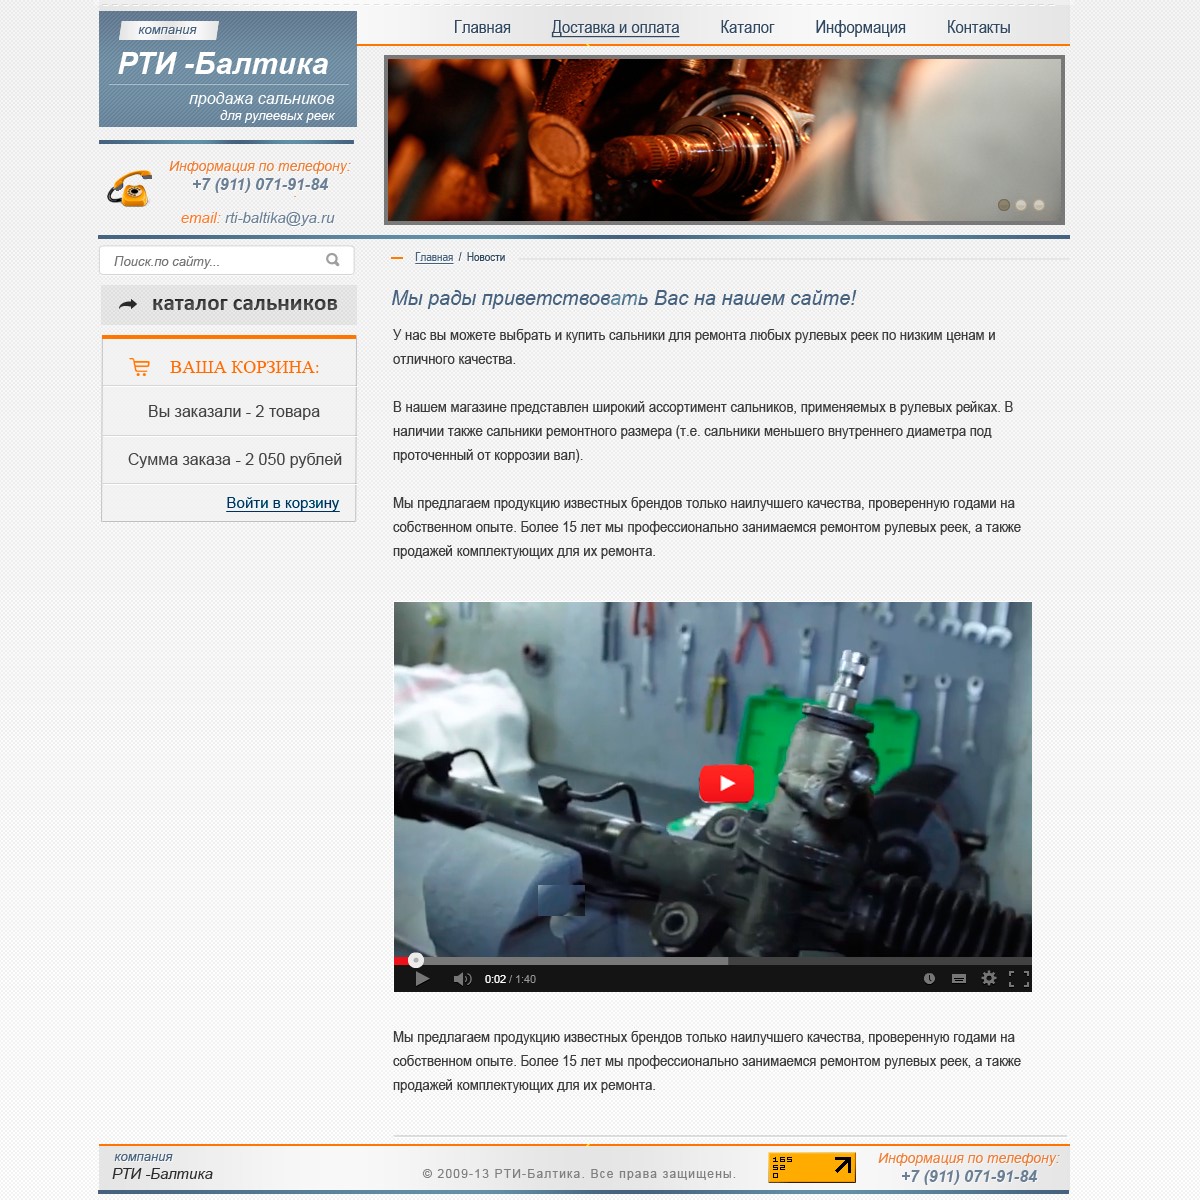 компания
РТИ -Балтика
продажа сальников
для рулеевых реек
Главная Доставка и оплата Каталог Информация Контакты
Информация по телефону:
+7 (911) 071-91-84
email: rti-baltika@ya.ru
Поиск.по сайту...
каталог сальников
ВАША КОРЗИНА:
Вы заказали - 2 товара
Сумма заказа - 2 050 рублей
Войти в корзину
Главная / Новости
Мы рады приветствовать Вас на нашем сайте!
У нас вы можете выбрать и купить сальники для ремонта любых рулевых реек по низким ценам и
отличного качества.
В нашем магазине представлен широкий ассортимент сальников, применяемых в рулевых рейках. В
наличии также сальники ремонтного размера (т.е. сальники меньшего внутреннего диаметра под
проточенный от коррозии вал).
Мы предлагаем продукцию известных брендов только наилучшего качества, проверенную годами на
собственном опыте. Более 15 лет мы профессионально занимаемся ремонтом рулевых реек, а также
продажей комплектующих для их ремонта.
0:02 / 1:40
Мы предлагаем продукцию известных брендов только наилучшего качества, проверенную годами на
собственном опыте. Более 15 лет мы профессионально занимаемся ремонтом рулевых реек, а также
продажей комплектующих для их ремонта.
компания
РТИ -Балтика
© 2009-13 РТИ-Балтика. Все права защищены.
165
52
0
Информация по телефону:
+7 (911) 071-91-84